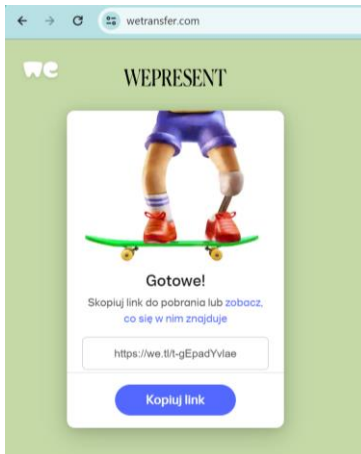 wetransfer.com
we
WEPRESENT
Gotowe!
Skopiuj link do pobrania lub zobacz,
co się w nim znajduje
https://we.tl/t-gEpadYvlae
Kopiuj link